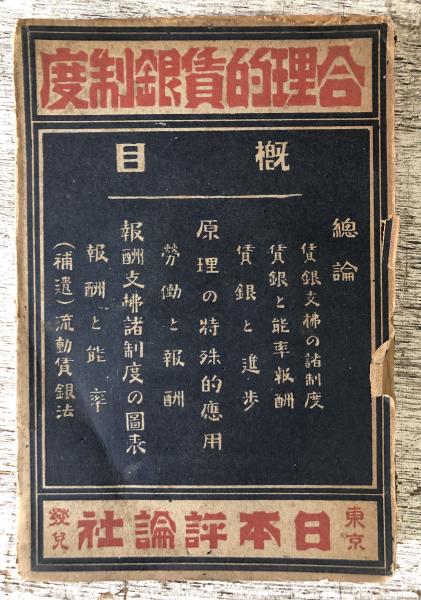 合理的賃銀制度
概目
總論
賃銀支拂の諸制度
賃銀と能率報酬
賃銀と進步
原理の特殊的應用
勞働と報酬
報酬支拂諸制度の圖表
報酬と能率
(補遺)流動賃銀法
東京
日本評論社
發兌